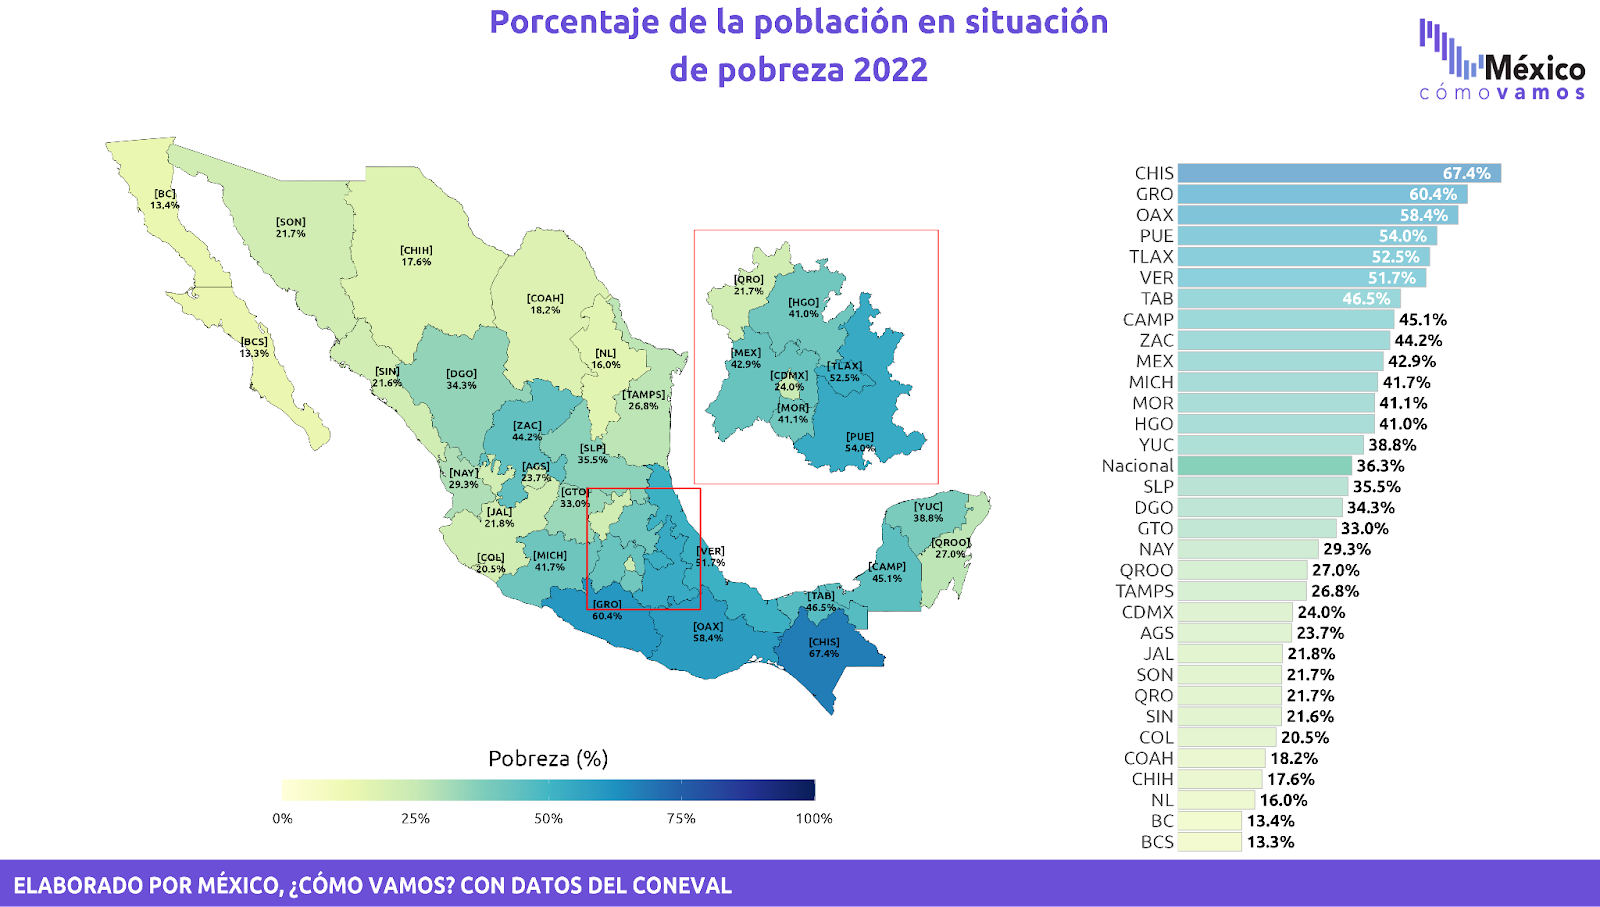 Porcentaje de la población en situación
de pobreza 2022
México
cómo vamos
[BC]
13.4%
[SON]
21.7%
[CHIH]
17.6%
[COAH]
18.2%
[BCS]
13.3%
[SIN]
21.6%
[DGO]
34.3%
[NL]
16.0%
[TAMPS]
26.8%
[ZAC]
44.2%
[SLP]
35.5%
[NAY]
29.3%
[AGS]
23.7%
[GTO]
33.0%
[JAL]
21.8%
[COL]
20.5%
[MICH]
41.7%
[VER]
51.7%
[GRO]
60.4%
[OAX]
58.4%
[TAB]
46.5%
[CHIS]
67.4%
[CAMP]
45.1%
[YUC]
38.8%
[QROO]
27.0%
[QRO]
21.7%
[HGO]
41.0%
[MEX]
42.9%
[CDMX]
24.0%
[TLAX]
52.5%
[MOR]
41.1%
[PUE]
54.0%
Pobreza (%)
0% 25% 50% 75% 100%
CHIS 67.4%
GRO 60.4%
OAX 58.4%
PUE 54.0%
TLAX 52.5%
VER 51.7%
TAB 46.5%
CAMP 45.1%
ZAC 44.2%
MEX 42.9%
MICH 41.7%
MOR 41.1%
HGO 41.0%
YUC 38.8%
Nacional 36.3%
SLP 35.5%
DGO 34.3%
GTO 33.0%
NAY 29.3%
QROO 27.0%
TAMPS 26.8%
CDMX 24.0%
AGS 23.7%
JAL 21.8%
SON 21.7%
QRO 21.7%
SIN 21.6%
COL 20.5%
COAH 18.2%
CHIH 17.6%
NL 16.0%
BC 13.4%
BCS 13.3%
ELABORADO POR MÉXICO, ¿CÓMO VAMOS? CON DATOS DEL CONEVAL